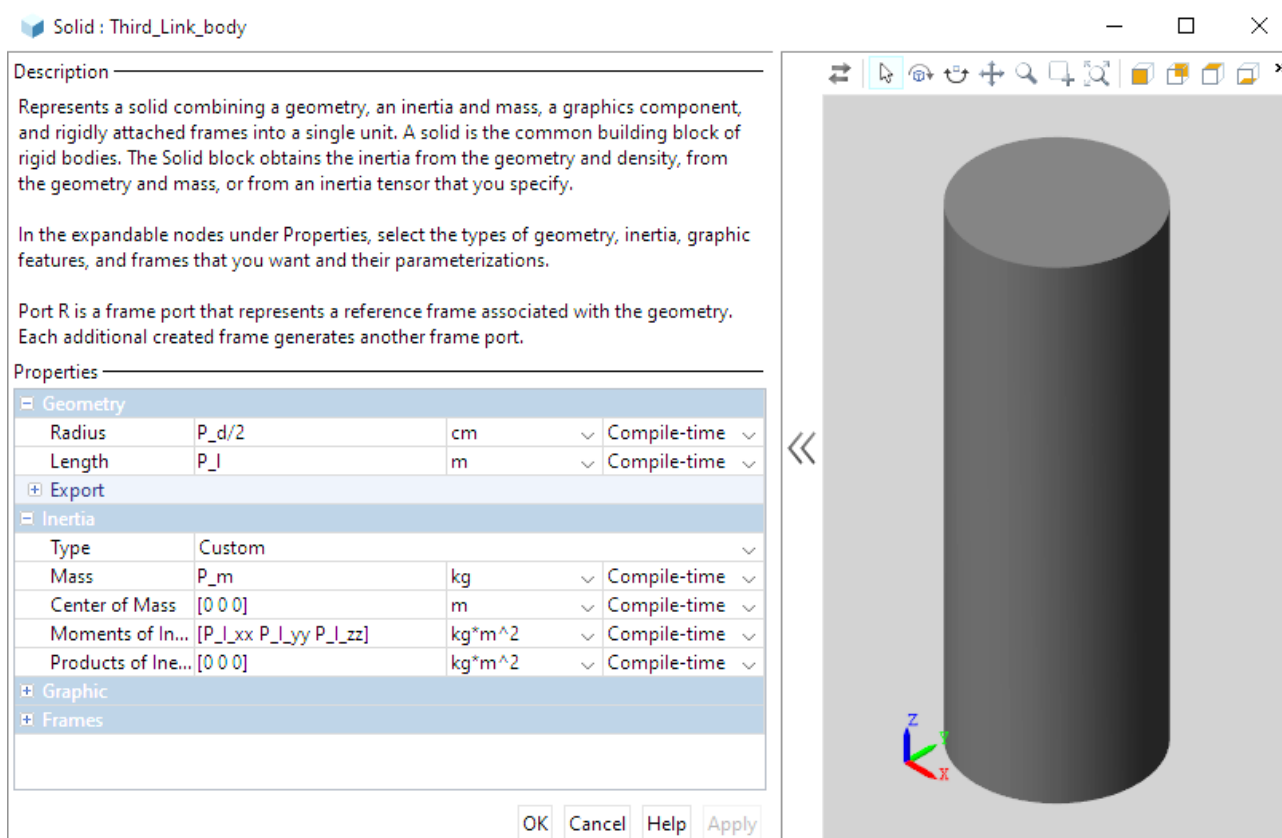 Solid : Third_Link_body
Description
Represents a solid combining a geometry, an inertia and mass, a graphics component,
and rigidly attached frames into a single unit. A solid is the common building block of
rigid bodies. The Solid block obtains the inertia from the geometry and density, from
the geometry and mass, or from an inertia tensor that you specify.
In the expandable nodes under Properties, select the types of geometry, inertia, graphic
features, and frames that you want and their parameterizations.
Port R is a frame port that represents a reference frame associated with the geometry.
Each additional created frame generates another frame port.
Properties
Geometry
Radius P_d/2 cm Compile-time
Length P_l m Compile-time
Export
Inertia
Type Custom
Mass P_m kg Compile-time
Center of Mass [0 0 0] m Compile-time
Moments of In... [P_I_xx P_I_yy P_I_zz] kg*m^2 Compile-time
Products of Ine... [0 0 0] kg*m^2 Compile-time
Graphic
Frames
OK Cancel Help Apply
Z
Y
X